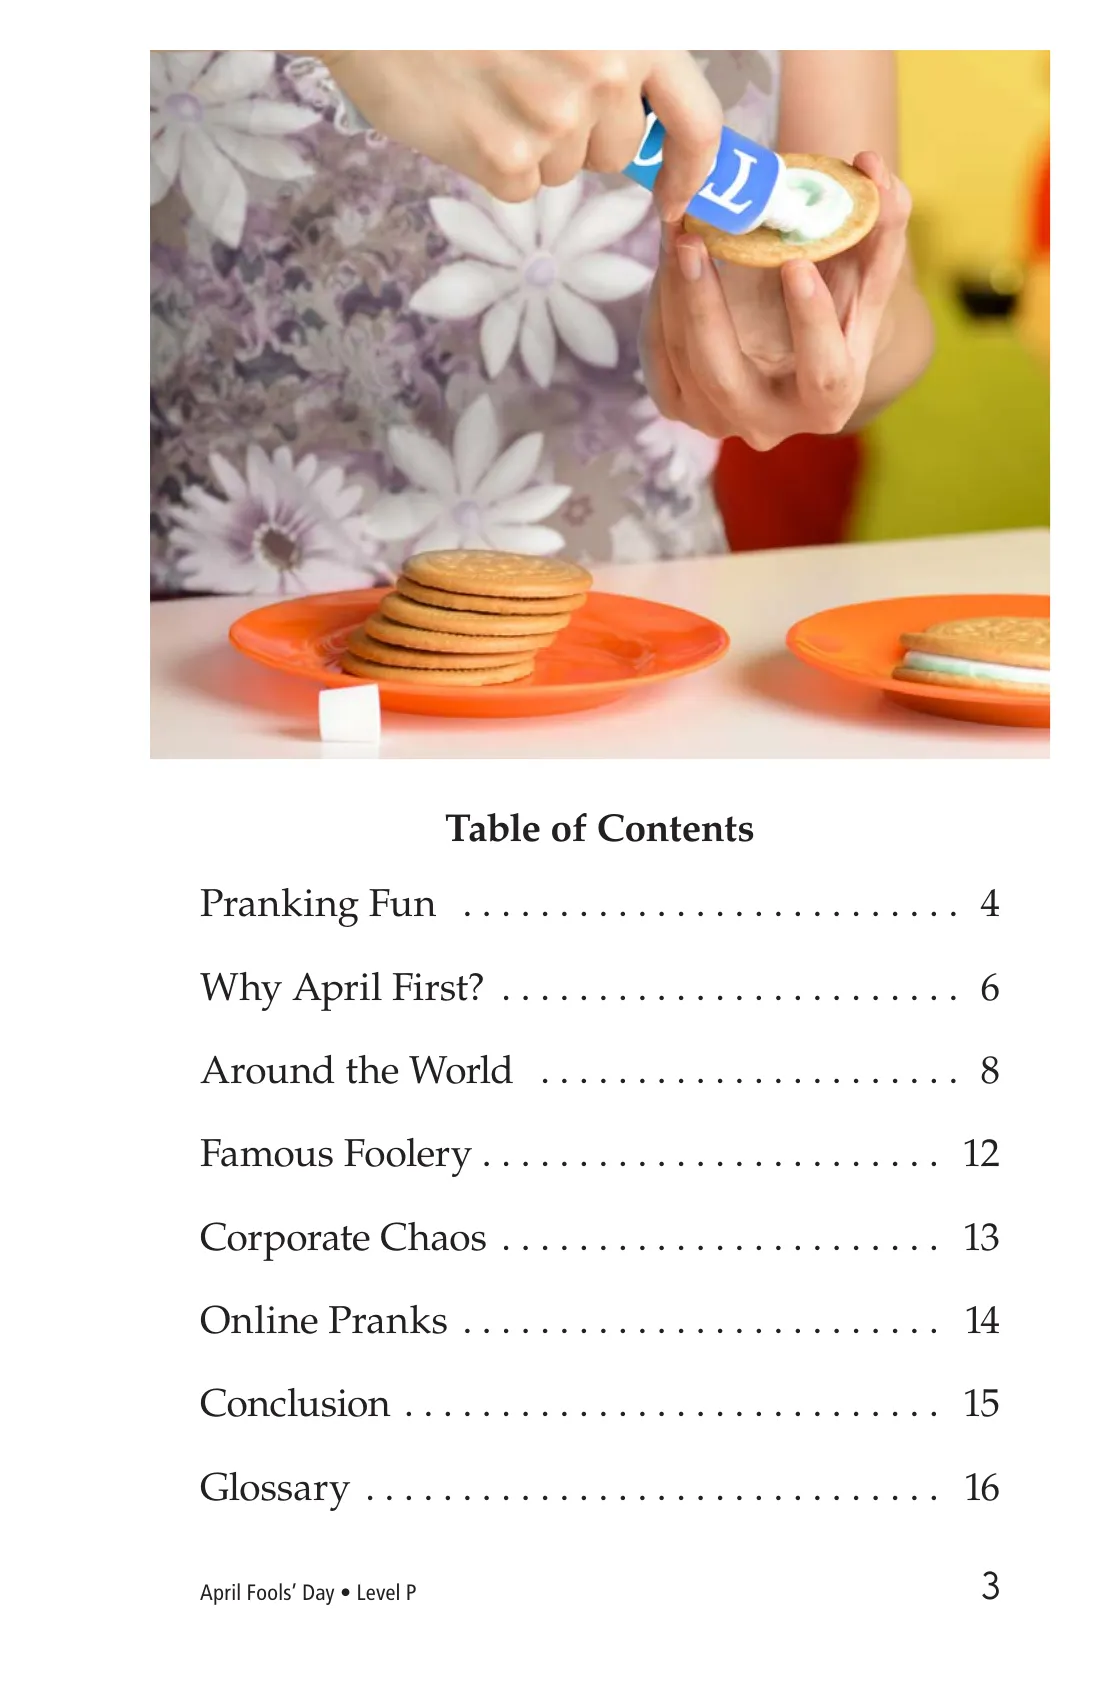 Table of Contents
Pranking Fun . . . . . . . . . . . . . . . . . . . . . . . . . . 4
Why April First? . . . . . . . . . . . . . . . . . . . . . . . . 6
Around the World . . . . . . . . . . . . . . . . . . . . . . 8
Famous Foolery . . . . . . . . . . . . . . . . . . . . . . . . 12
Corporate Chaos . . . . . . . . . . . . . . . . . . . . . . . 13
Online Pranks . . . . . . . . . . . . . . . . . . . . . . . . . 14
Conclusion . . . . . . . . . . . . . . . . . . . . . . . . . . . . 15
Glossary . . . . . . . . . . . . . . . . . . . . . . . . . . . . . . 16
April Fools’ Day • Level P
3